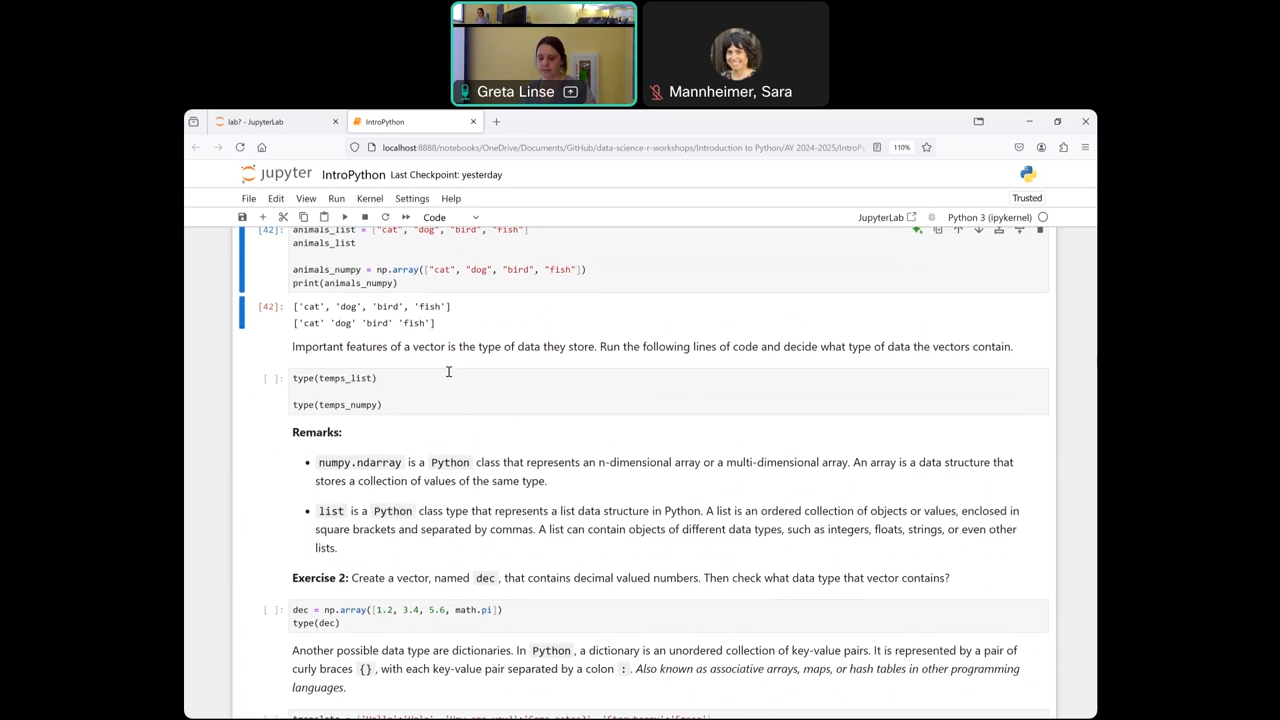 Greta Linse
Mannheimer, Sara
lab? - JupyterLab
IntroPython
localhost:8888/notebooks/OneDrive/Documents/GitHub/data-science-r-workshops/Introduction to Python/AY 2024-2025/IntroPy
110%
jupyter IntroPython Last Checkpoint: yesterday
File Edit View Run Kernel Settings Help
Trusted
Code
JupyterLab
Python 3 (ipykernel)
[42]: animals_list = ["cat", "dog", "bird", "fish"]
animals_list
animals_numpy = np.array(["cat", "dog", "bird", "fish"])
print(animals_numpy)
[42]: ['cat', 'dog', 'bird', 'fish']
['cat' 'dog' 'bird' 'fish']
Important features of a vector is the type of data they store. Run the following lines of code and decide what type of data the vectors contain.
[ ]: type(temps_list)
type(temps_numpy)
Remarks:
• numpy.ndarray is a Python class that represents an n-dimensional array or a multi-dimensional array. An array is a data structure that
stores a collection of values of the same type.
• list is a Python class type that represents a list data structure in Python. A list is an ordered collection of objects or values, enclosed in
square brackets and separated by commas. A list can contain objects of different data types, such as integers, floats, strings, or even other
lists.
Exercise 2: Create a vector, named dec, that contains decimal valued numbers. Then check what data type that vector contains?
[ ]: dec = np.array([1.2, 3.4, 5.6, math.pi])
type(dec)
Another possible data type are dictionaries. In Python, a dictionary is an unordered collection of key-value pairs. It is represented by a pair of
curly braces {}, with each key-value pair separated by a colon :. Also known as associative arrays, maps, or hash tables in other programming
languages.